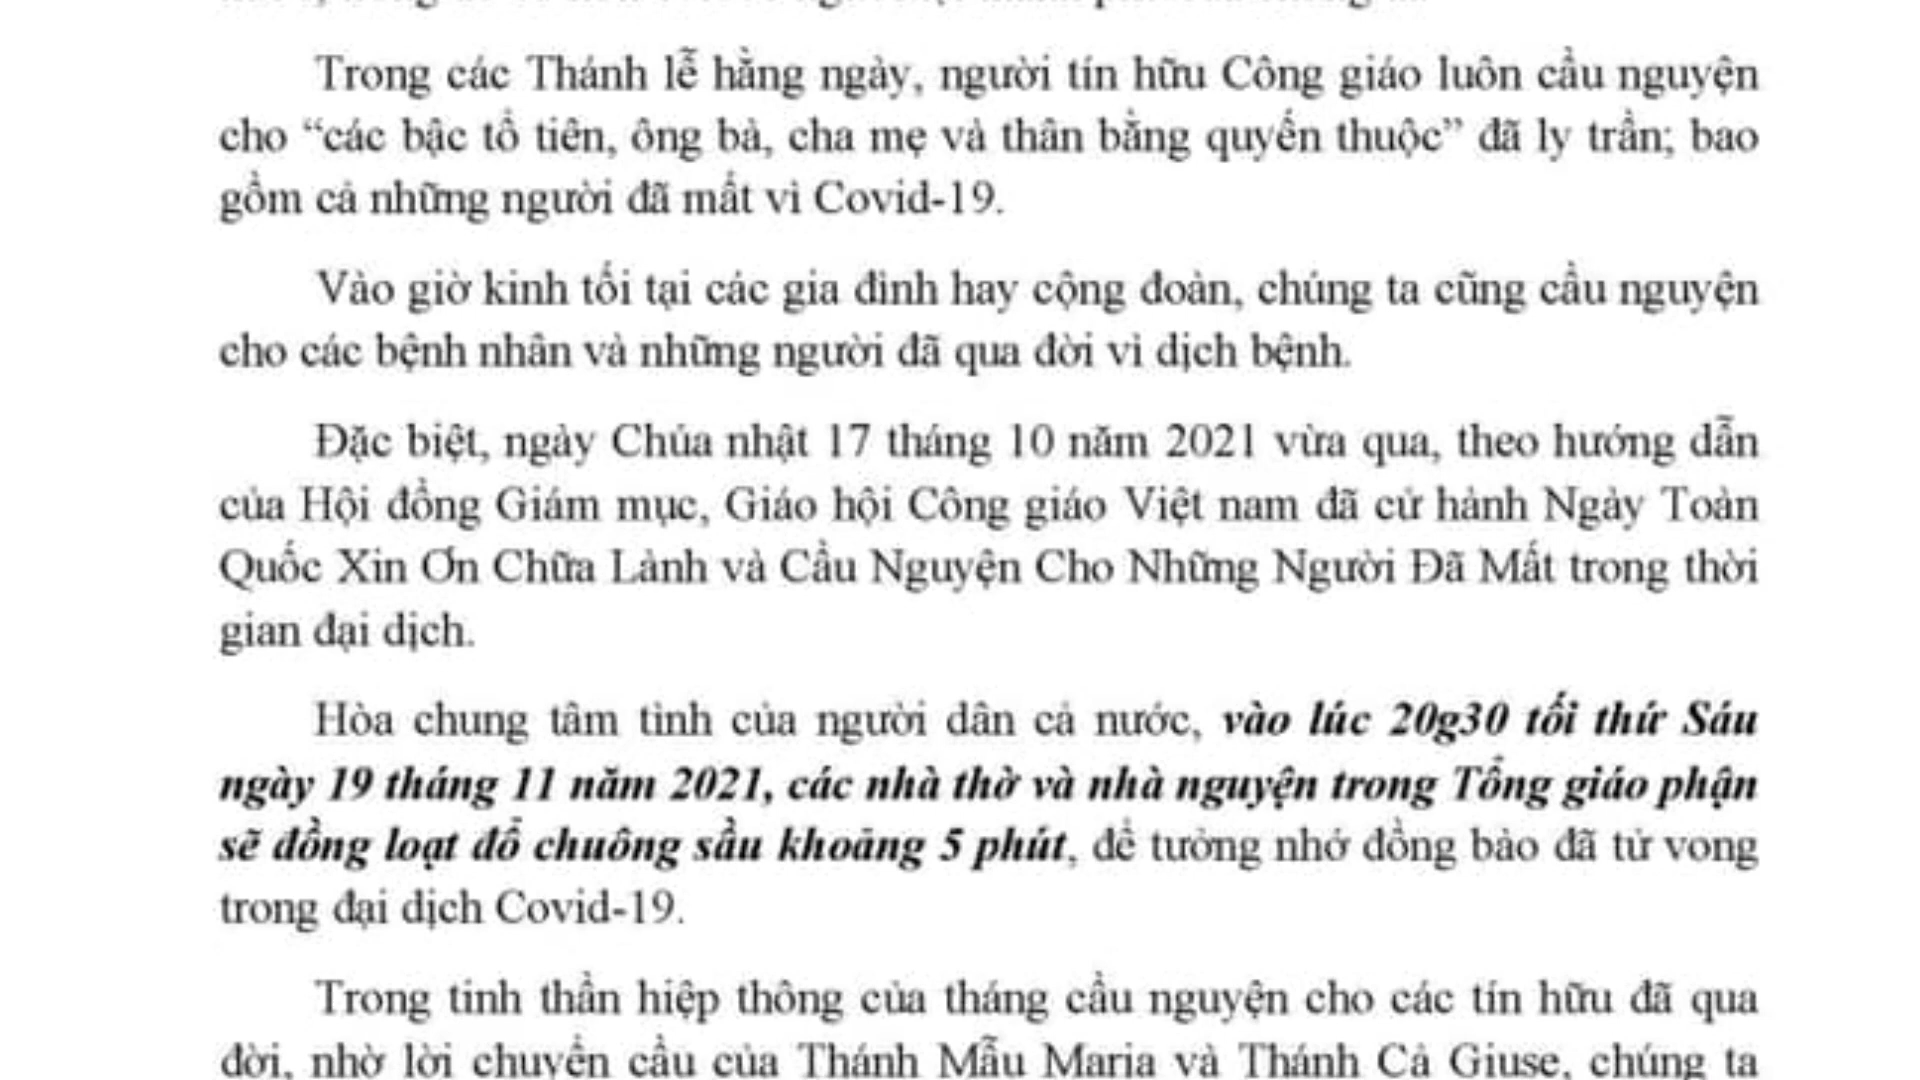 Trong các Thánh lễ hằng ngày, người tín hữu Công giáo luôn cầu nguyện
cho “các bậc tổ tiên, ông bà, cha mẹ và thân bằng quyến thuộc” đã ly trần; bao
gồm cả những người đã mất vì Covid-19.
Vào giờ kinh tối tại các gia đình hay cộng đoàn, chúng ta cũng cầu nguyện
cho các bệnh nhân và những người đã qua đời vì dịch bệnh.
Đặc biệt, ngày Chúa nhật 17 tháng 10 năm 2021 vừa qua, theo hướng dẫn
của Hội đồng Giám mục, Giáo hội Công giáo Việt nam đã cử hành Ngày Toàn
Quốc Xin Ơn Chữa Lành và Cầu Nguyện Cho Những Người Đã Mất trong thời
gian đại dịch.
Hòa chung tâm tình của người dân cả nước, vào lúc 20g30 tối thứ Sáu
ngày 19 tháng 11 năm 2021, các nhà thờ và nhà nguyện trong Tổng giáo phận
sẽ đồng loạt đổ chuông sầu khoảng 5 phút, để tưởng nhớ đồng bào đã tử vong
trong đại dịch Covid-19.
Trong tinh thần hiệp thông của tháng cầu nguyện cho các tín hữu đã qua
đời, nhờ lời chuyển cầu của Thánh Mẫu Maria và Thánh Cả Giuse, chúng ta